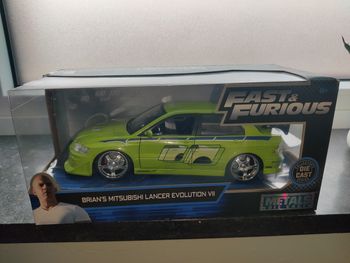 FAST &
FURIOUS
DIE
CAST
BRIAN'S MITSUBISHI LANCER EVOLUTION VII
METALS